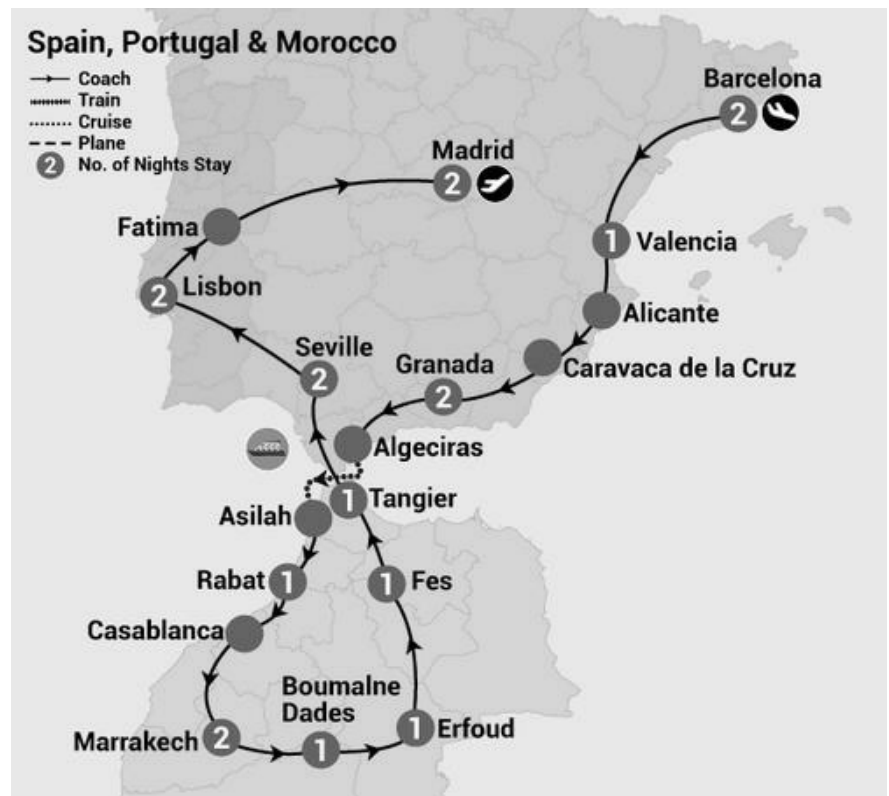 Spain, Portugal & Morocco
Coach
Train
Cruise
Plane
2 No. of Nights Stay
Barcelona
2
Madrid
2
Fatima
1 Valencia
2 Lisbon
Alicante
Seville
2
Granada
2
Caravaca de la Cruz
Algeciras
1 Tangier
Asilah
Rabat 1
1 Fes
Casablanca
Boumalne
Dades
1
Marrakech 2
1 Erfoud